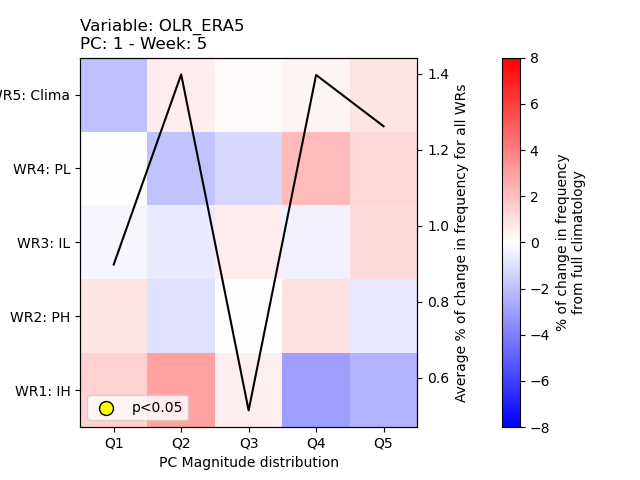 Variable: OLR_ERA5
PC: 1 - Week: 5
WR5: Clima
WR4: PL
WR3: IL
WR2: PH
WR1: IH
p<0.05
Q1 Q2 Q3 Q4 Q5
PC Magnitude distribution
1.4
1.2
1.0
0.8
0.6
Average % of change in frequency for all WRs
8
6
4
2
0
−2
−4
−6
−8
% of change in frequency
from full climatology